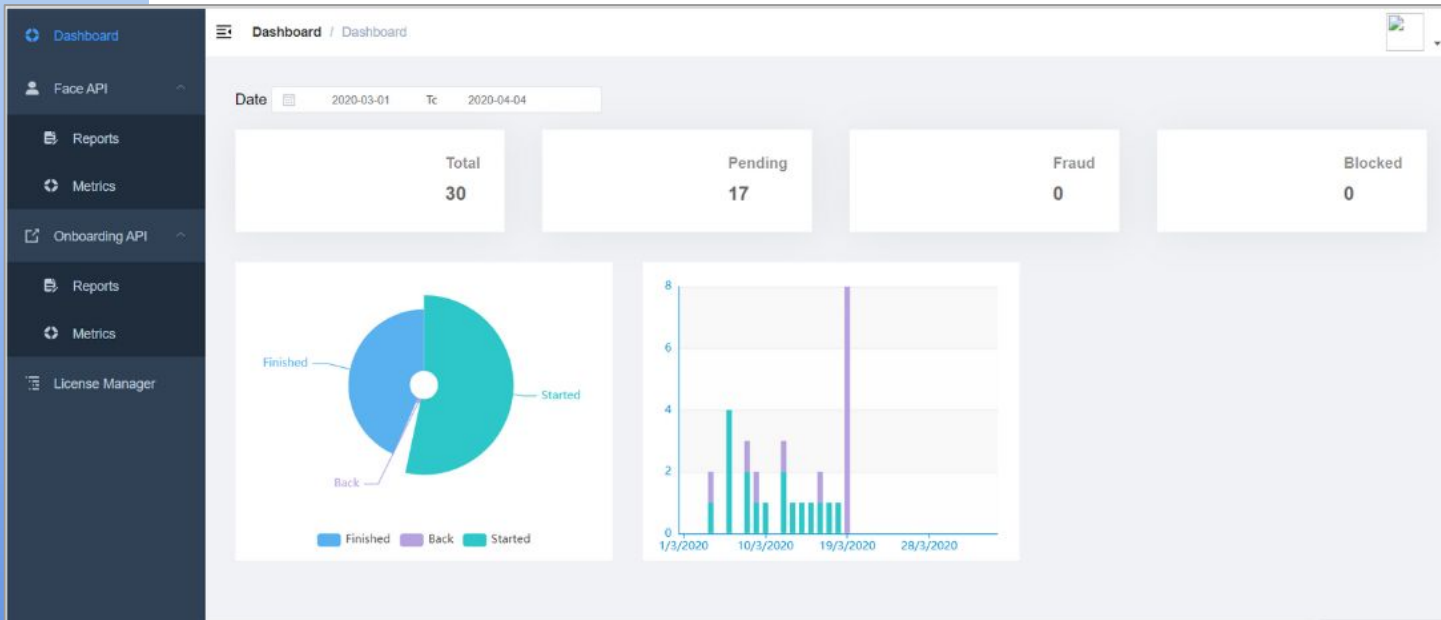 Dashboard
Face API
Reports
Metrics
Onboarding API
Reports
Metrics
License Manager
Dashboard / Dashboard
Date 2020-03-01 Tc 2020-04-04
Total
30
Pending
17
Fraud
0
Blocked
0
Finished
Started
Back
Finished Back Started
8
6
4
2
0
1/3/2020 10/3/2020 19/3/2020 28/3/2020